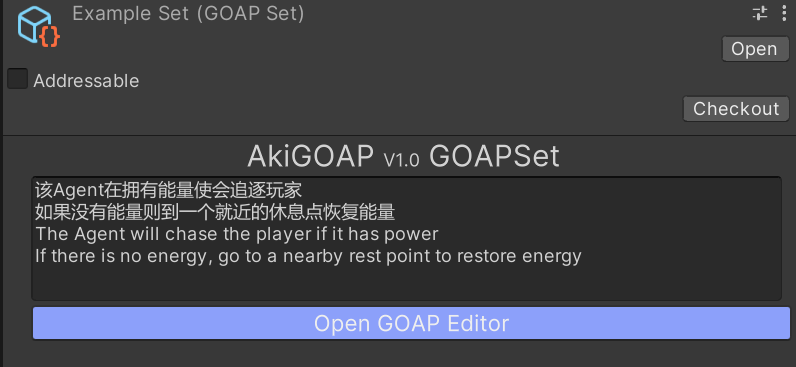 Example Set (GOAP Set)
Open
Addressable
Checkout
AkiGOAP V1.0 GOAPSet
该Agent在拥有能量使会追逐玩家
如果没有能量则到一个就近的休息点恢复能量
The Agent will chase the player if it has power
If there is no energy, go to a nearby rest point to restore energy
Open GOAP Editor